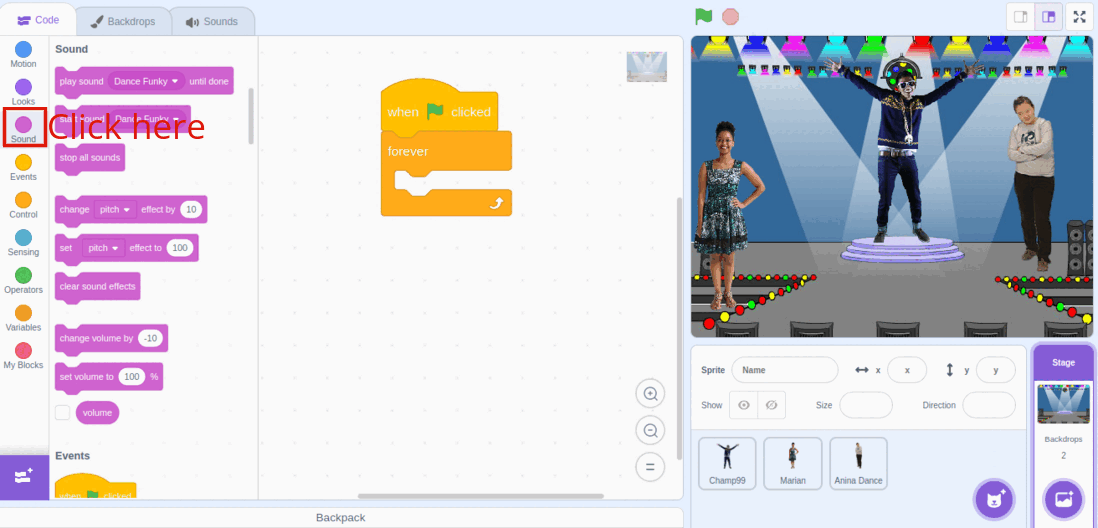 Code
Backdrops
Sounds
Motion
Looks
Sound
Events
Control
Sensing
Operators
Variables
My Blocks
Sound
play sound Dance Funky until done
start sound Dance Funky
Click here
stop all sounds
change pitch effect by 10
set pitch effect to 100
clear sound effects
change volume by -10
set volume to 100 %
volume
Events
when clicked
when clicked
forever
Backpack
Sprite Name x x y y
Show Size Direction
Champ99
Marian
Anina Dance
Stage
Backdrops
2